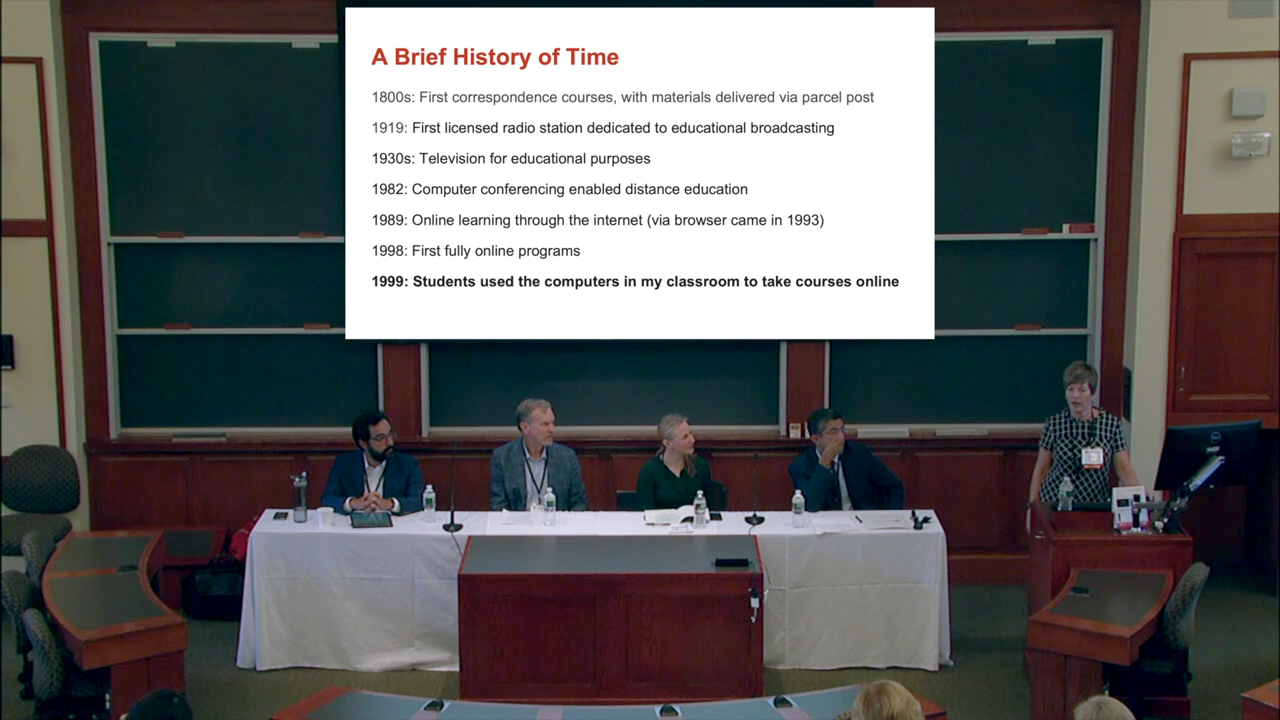 A Brief History of Time
1800s: First correspondence courses, with materials delivered via parcel post
1919: First licensed radio station dedicated to educational broadcasting
1930s: Television for educational purposes
1982: Computer conferencing enabled distance education
1989: Online learning through the internet (via browser came in 1993)
1998: First fully online programs
1999: Students used the computers in my classroom to take courses online